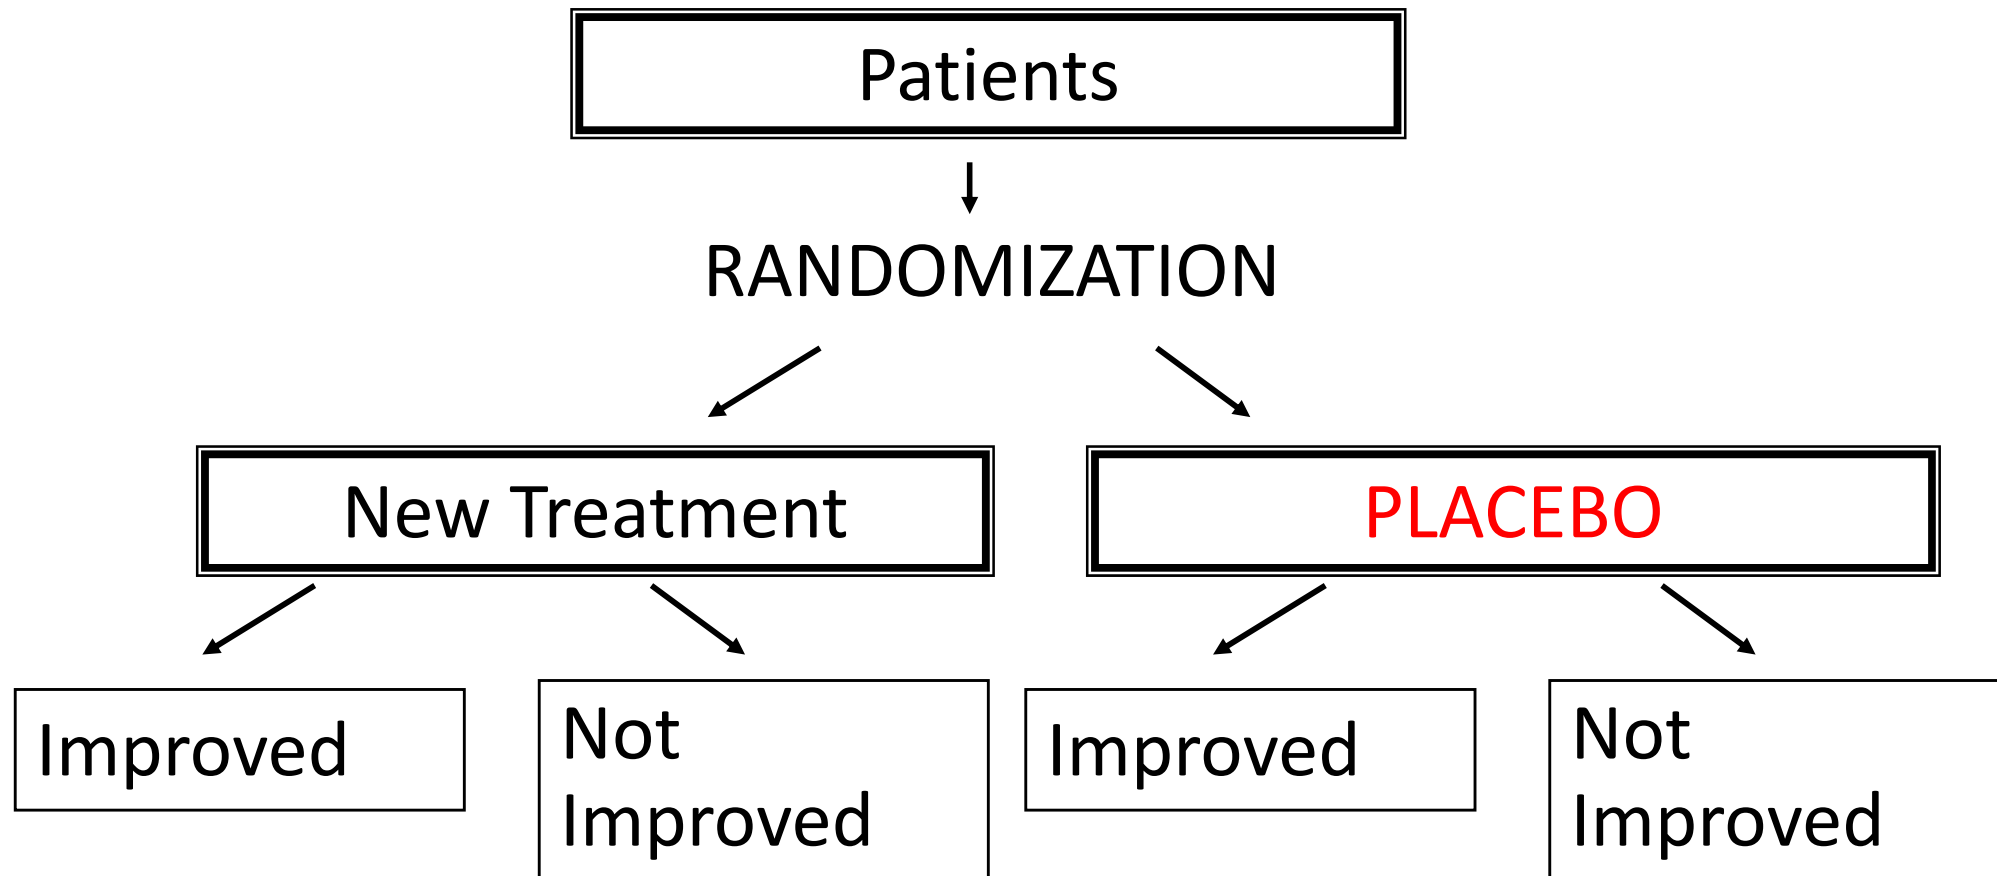 Patients
RANDOMIZATION
New Treatment
PLACEBO
Improved
Not
Improved
Improved
Not
Improved